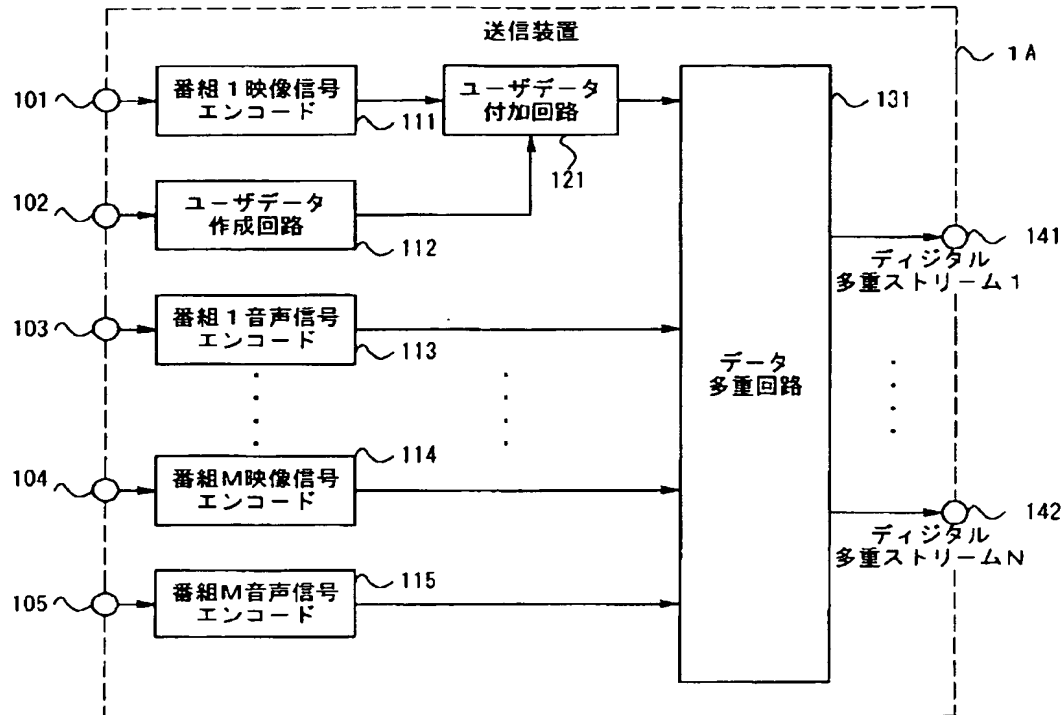 送信装置
1A
101
番組1映像信号
エンコード
111
ユーザデータ
付加回路
121
131
102
ユーザデータ
作成回路
112
141
ディジタル
多重ストリーム1
103
番組1音声信号
エンコード
113
データ
多重回路
104
番組M映像信号
エンコード
114
142
ディジタル
多重ストリームN
105
番組M音声信号
エンコード
115